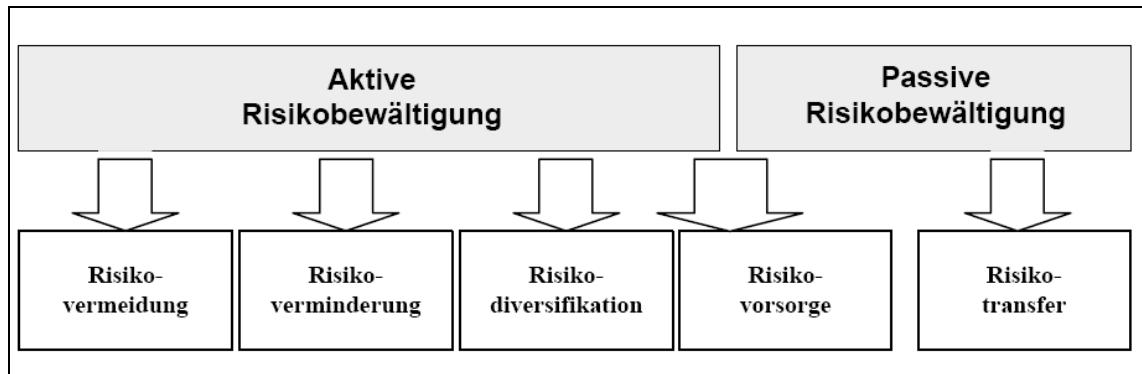 Aktive
Risikobewältigung
Passive
Risikobewältigung
Risiko-
vermeidung
Risiko-
verminderung
Risiko-
diversifikation
Risiko-
vorsorge
Risiko-
transfer